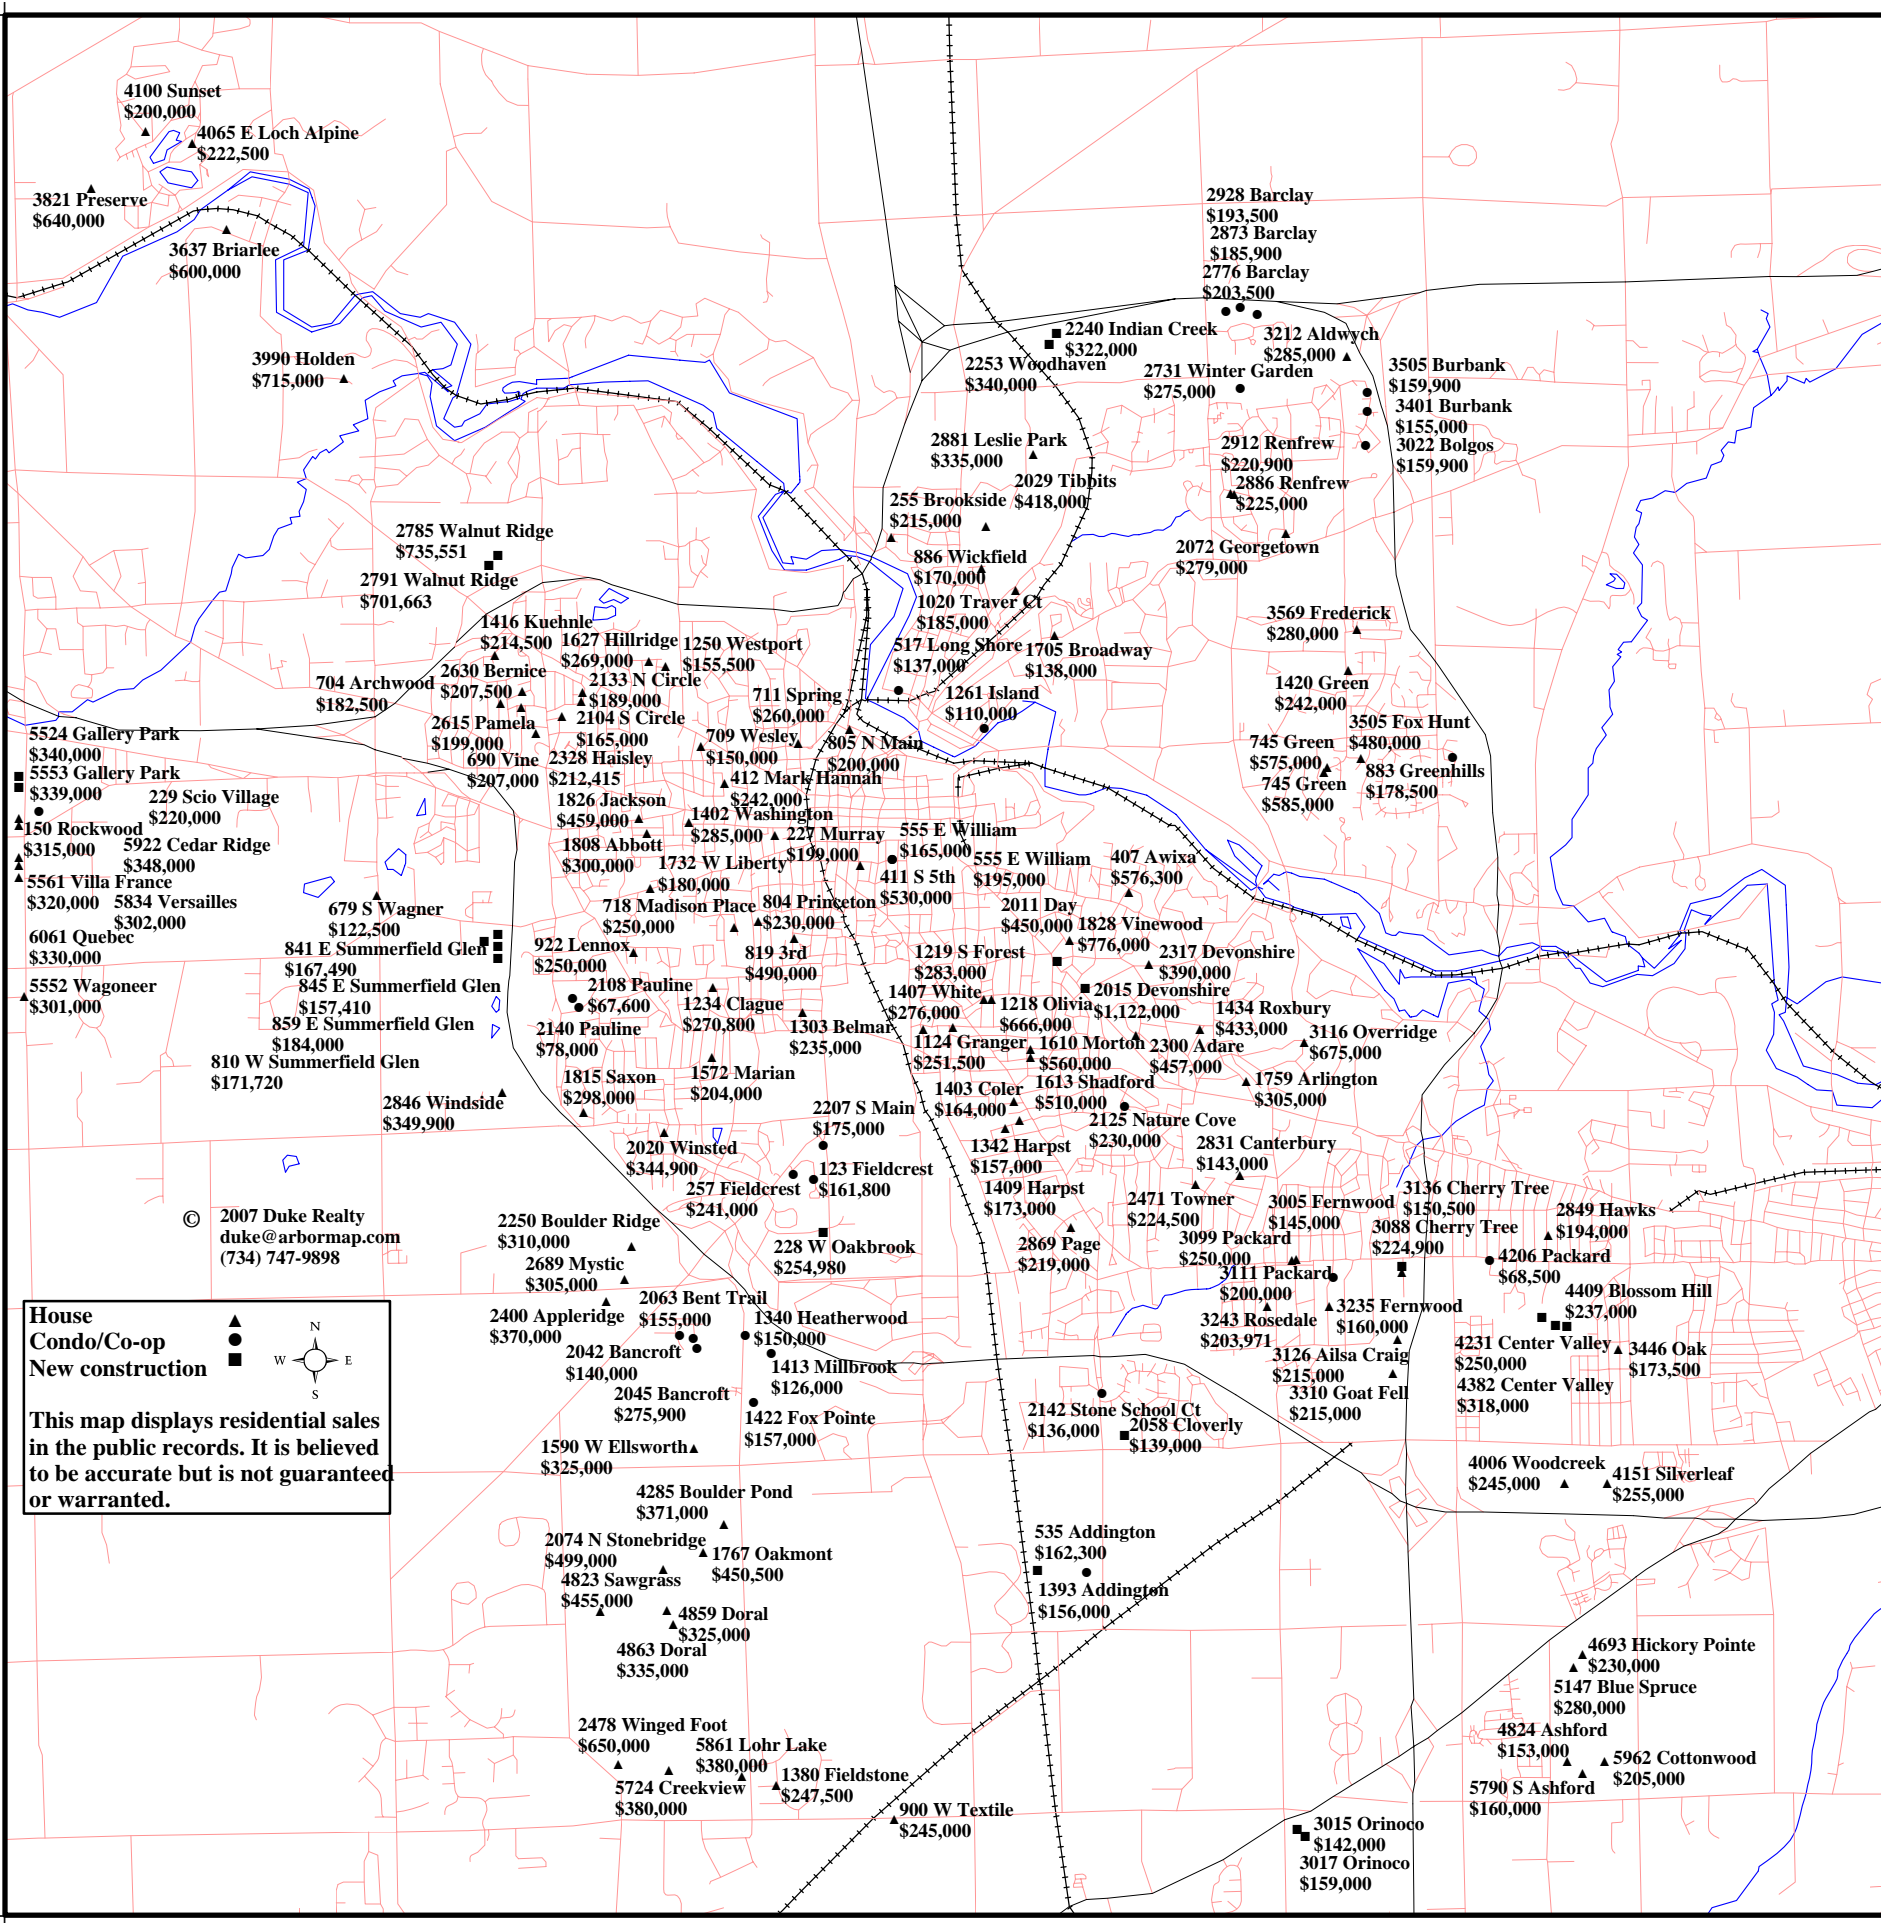 4100 Sunset
$200,000
4065 E Loch Alpine
$222,500
3821 Preserve
$640,000
3637 Briarlee
$600,000
3990 Holden
$715,000
2928 Barclay
$193,500
2873 Barclay
$185,900
2776 Barclay
$203,500
2240 Indian Creek
$322,000
2253 Woodhaven
$340,000
3212 Aldwych
$285,000
2731 Winter Garden
$275,000
3505 Burbank
$159,900
3401 Burbank
$155,000
3022 Bolgos
$159,900
2881 Leslie Park
$335,000
2912 Renfrew
$220,900
2886 Renfrew
$225,000
2029 Tibbits
$418,000
255 Brookside
$215,000
2072 Georgetown
$279,000
886 Wickfield
$170,000
1020 Traver Ct
$185,000
2785 Walnut Ridge
$735,551
2791 Walnut Ridge
$701,663
1416 Kuehnle
$214,500
1627 Hillridge
$269,000
1250 Westport
$155,500
517 Long Shore
$137,000
1705 Broadway
$138,000
3569 Frederick
$280,000
2630 Bernice
$207,500
704 Archwood
$182,500
2133 N Circle
$189,000
711 Spring
$260,000
1261 Island
$110,000
1420 Green
$242,000
2615 Pamela
$199,000
2104 S Circle
$165,000
709 Wesley
$150,000
805 N Main
$200,000
3505 Fox Hunt
$480,000
745 Green
$575,000
745 Green
$585,000
883 Greenhills
$178,500
5524 Gallery Park
$340,000
5553 Gallery Park
$339,000
690 Vine
$207,000
2328 Haisley
$212,415
412 Mark Hannah
$242,000
229 Scio Village
$220,000
150 Rockwood
$315,000
1826 Jackson
$459,000
1402 Washington
$285,000
227 Murray
$199,000
555 E William
$165,000
5922 Cedar Ridge
$348,000
1808 Abbott
$300,000
1732 W Liberty
$180,000
411 S 5th
$530,000
555 E William
$195,000
407 Awixa
$576,300
5561 Villa France
$320,000
5834 Versailles
$302,000
679 S Wagner
$122,500
718 Madison Place
$250,000
804 Princeton
$230,000
2011 Day
$450,000
1828 Vinewood
$776,000
6061 Quebec
$330,000
841 E Summerfield Glen
$167,490
922 Lennox
$250,000
819 3rd
$490,000
1219 S Forest
$283,000
2317 Devonshire
$390,000
5552 Wagoneer
$301,000
845 E Summerfield Glen
$157,410
2108 Pauline
$67,600
1234 Clague
$270,800
1407 White
$276,000
1218 Olivia
$666,000
2015 Devonshire
$1,122,000
859 E Summerfield Glen
$184,000
2140 Pauline
$78,000
1303 Belmar
$235,000
1434 Roxbury
$433,000
1124 Granger
$251,500
1610 Morton
$560,000
2300 Adare
$457,000
3116 Overridge
$675,000
810 W Summerfield Glen
$171,720
1815 Saxon
$298,000
1572 Marian
$204,000
1403 Coler
$164,000
1613 Shadford
$510,000
1759 Arlington
$305,000
2846 Windside
$349,900
2207 S Main
$175,000
2125 Nature Cove
$230,000
2020 Winsted
$344,900
1342 Harpst
$157,000
2831 Canterbury
$143,000
123 Fieldcrest
$161,800
257 Fieldcrest
$241,000
1409 Harpst
$173,000
2471 Towner
$224,500
3005 Fernwood
$145,000
3136 Cherry Tree
$150,500
2849 Hawks
$194,000
© 2007 Duke Realty
duke@arbormap.com
(734) 747-9898
2250 Boulder Ridge
$310,000
228 W Oakbrook
$254,980
2869 Page
$219,000
3099 Packard
$250,000
3088 Cherry Tree
$224,900
4206 Packard
$68,500
2689 Mystic
$305,000
3111 Packard
$200,000
4409 Blossom Hill
$237,000
House
Condo/Co-op
New construction
N
W E
S
This map displays residential sales
in the public records. It is believed
to be accurate but is not guaranteed
or warranted.
2400 Appleridge
$370,000
2063 Bent Trail
$155,000
1340 Heatherwood
$150,000
3243 Rosedale
$203,971
3235 Fernwood
$160,000
2042 Bancroft
$140,000
1413 Millbrook
$126,000
3126 Ailsa Craig
$215,000
4231 Center Valley
$250,000
3446 Oak
$173,500
2045 Bancroft
$275,900
3310 Goat Fell
$215,000
4382 Center Valley
$318,000
1422 Fox Pointe
$157,000
2142 Stone School Ct
$136,000
2058 Cloverly
$139,000
1590 W Ellsworth
$325,000
4006 Woodcreek
$245,000
4151 Silverleaf
$255,000
4285 Boulder Pond
$371,000
2074 N Stonebridge
$499,000
1767 Oakmont
$450,500
535 Addington
$162,300
4823 Sawgrass
$455,000
1393 Addington
$156,000
4859 Doral
$325,000
4863 Doral
$335,000
4693 Hickory Pointe
$230,000
5147 Blue Spruce
$280,000
2478 Winged Foot
$650,000
5861 Lohr Lake
$380,000
4824 Ashford
$153,000
5962 Cottonwood
$205,000
5724 Creekview
$380,000
1380 Fieldstone
$247,500
5790 S Ashford
$160,000
900 W Textile
$245,000
3015 Orinoco
$142,000
3017 Orinoco
$159,000